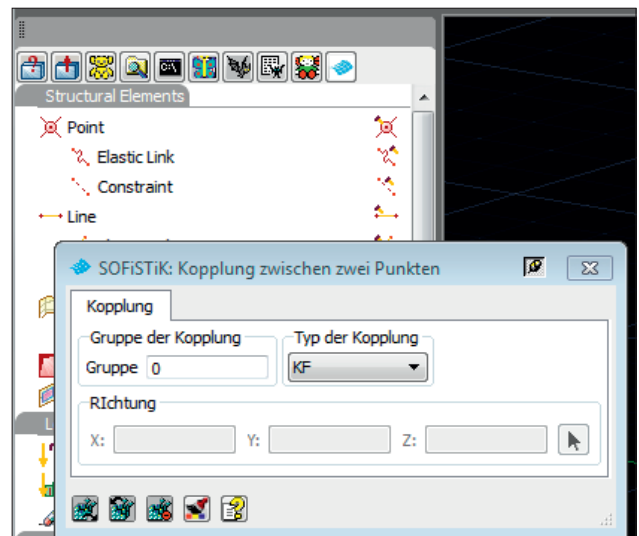 Structural Elements
Point
Elastic Link
Constraint
Line
SOFiSTiK: Kopplung zwischen zwei Punkten
Kopplung
Gruppe der Kopplung
Typ der Kopplung
Gruppe 0
KF
RIchtung
X: Y: Z:
L